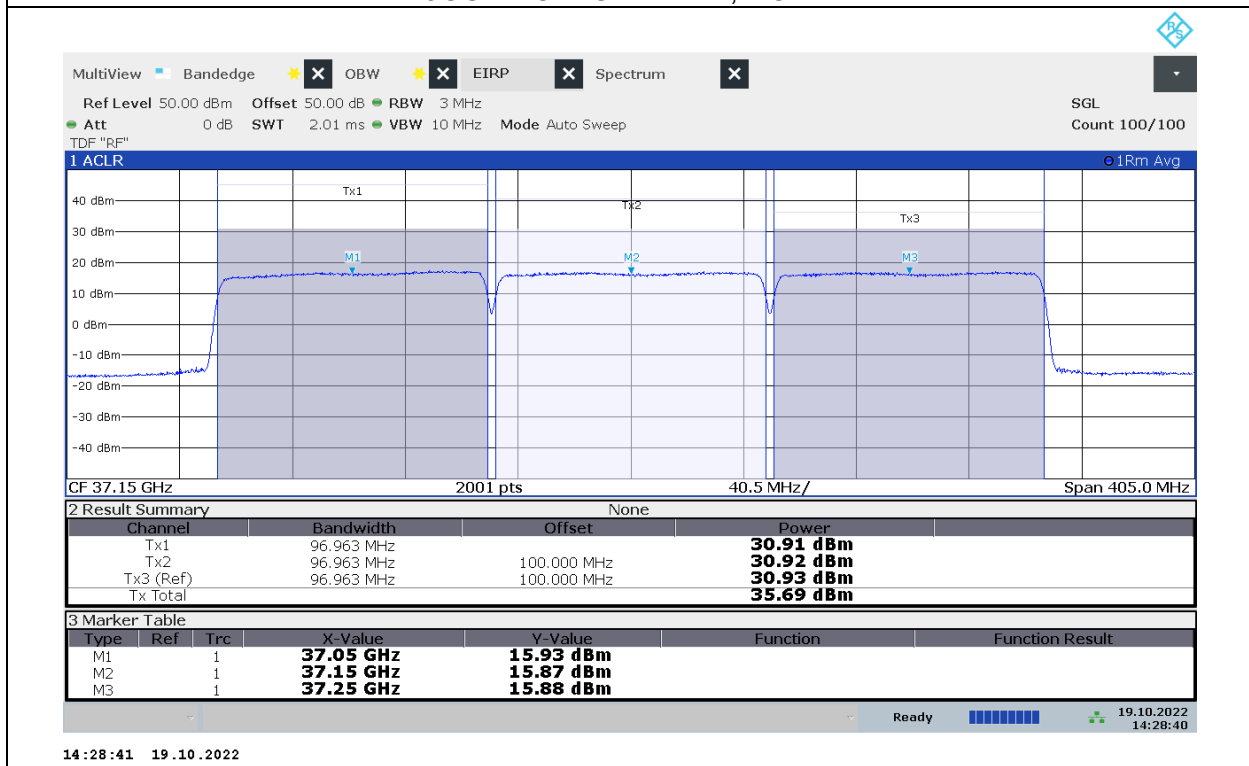 R&S
MultiView Bandedge OBW EIRP Spectrum
Ref Level 50.00 dBm Offset 50.00 dB RBW 3 MHz SGL
Att 0 dB SWT 2.01 ms VBW 10 MHz Mode Auto Sweep Count 100/100
TDF "RF"
1 ACLR 1Rm Avg
Tx1
40 dBm
Tx2
Tx3
30 dBm
M1 M2 M3
20 dBm
10 dBm
0 dBm
-10 dBm
-20 dBm
-30 dBm
-40 dBm
CF 37.15 GHz 2001 pts 40.5 MHz/ Span 405.0 MHz
2 Result Summary None
Channel Bandwidth Offset Power
Tx1 96.963 MHz 30.91 dBm
Tx2 96.963 MHz 100.000 MHz 30.92 dBm
Tx3 (Ref) 96.963 MHz 100.000 MHz 30.93 dBm
Tx Total 35.69 dBm
3 Marker Table
Type Ref Trc X-Value Y-Value Function Function Result
M1 1 37.05 GHz 15.93 dBm
M2 1 37.15 GHz 15.87 dBm
M3 1 37.25 GHz 15.88 dBm
Ready 19.10.2022
14:28:40
14:28:41 19.10.2022